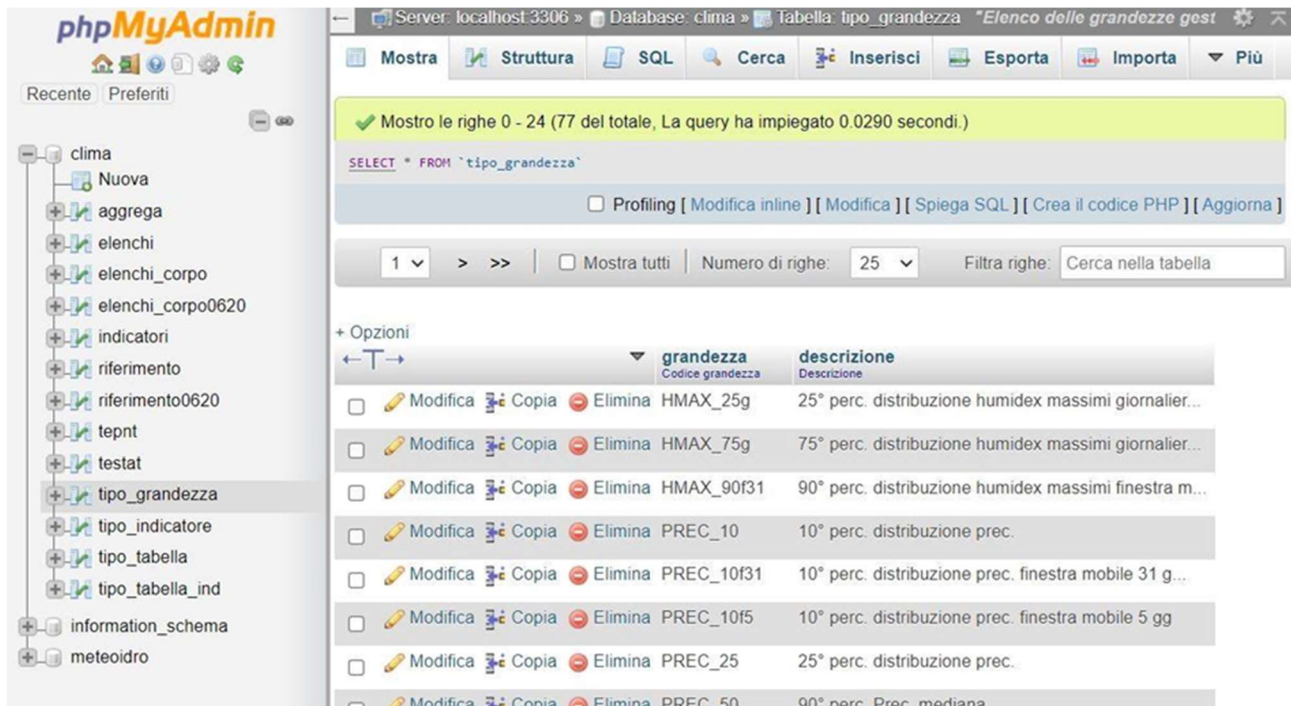 phpMyAdmin
Recente Preferiti
clima
Nuova
aggrega
elenchi
elenchi_corpo
elenchi_corpo0620
indicatori
riferimento
riferimento0620
tepnt
testat
tipo_grandezza
tipo_indicatore
tipo_tabella
tipo_tabella_ind
information_schema
meteoidro
Server: localhost:3306 » Database: clima » Tabella: tipo_grandezza "Elenco delle grandezze gest
Mostra Struttura SQL Cerca Inserisci Esporta Importa Più
Mostro le righe 0 - 24 (77 del totale, La query ha impiegato 0.0290 secondi.)
SELECT * FROM `tipo_grandezza`
Profiling [ Modifica inline ] [ Modifica ] [ Spiega SQL ] [ Crea il codice PHP ] [ Aggiorna ]
1 > >> Mostra tutti Numero di righe: 25 Filtra righe: Cerca nella tabella
+ Opzioni
←T→ grandezza descrizione
Codice grandezza Descrizione
Modifica Copia Elimina HMAX_25g 25° perc. distribuzione humidex massimi giornalier...
Modifica Copia Elimina HMAX_75g 75° perc. distribuzione humidex massimi giornalier...
Modifica Copia Elimina HMAX_90f31 90° perc. distribuzione humidex massimi finestra m...
Modifica Copia Elimina PREC_10 10° perc. distribuzione prec.
Modifica Copia Elimina PREC_10f31 10° perc. distribuzione prec. finestra mobile 31 g...
Modifica Copia Elimina PREC_10f5 10° perc. distribuzione prec. finestra mobile 5 gg
Modifica Copia Elimina PREC_25 25° perc. distribuzione prec.
Modifica Copia Elimina PREC_50 90° perc. Prec. mediana